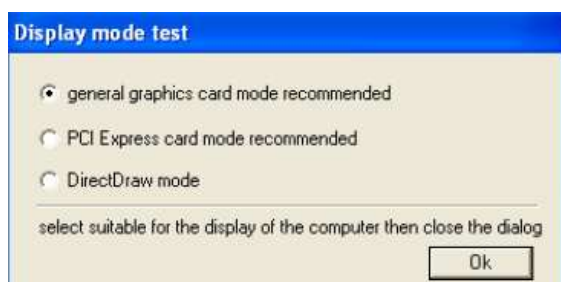 Display mode test
general graphics card mode recommended
PCI Express card mode recommended
DirectDraw mode
select suitable for the display of the computer then close the dialog
Ok